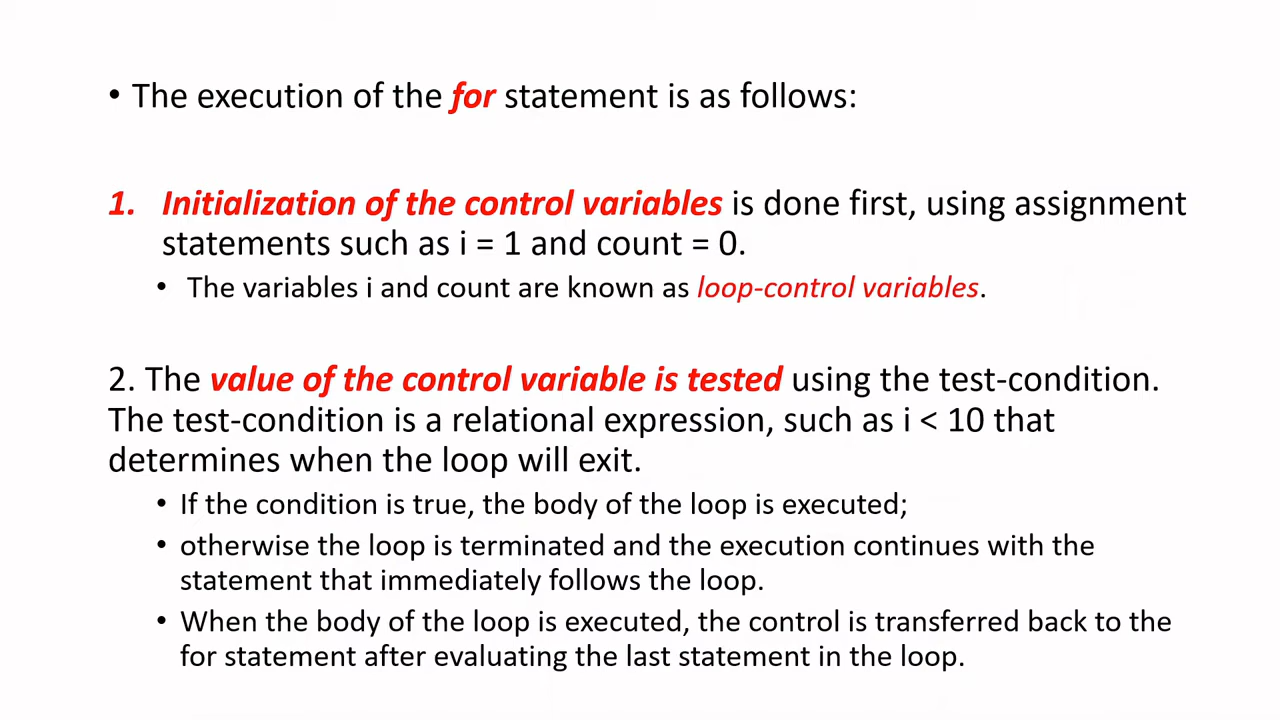 • The execution of the for statement is as follows:
1. Initialization of the control variables is done first, using assignment
statements such as i = 1 and count = 0.
• The variables i and count are known as loop-control variables.
2. The value of the control variable is tested using the test-condition.
The test-condition is a relational expression, such as i < 10 that
determines when the loop will exit.
• If the condition is true, the body of the loop is executed;
• otherwise the loop is terminated and the execution continues with the
statement that immediately follows the loop.
• When the body of the loop is executed, the control is transferred back to the
for statement after evaluating the last statement in the loop.